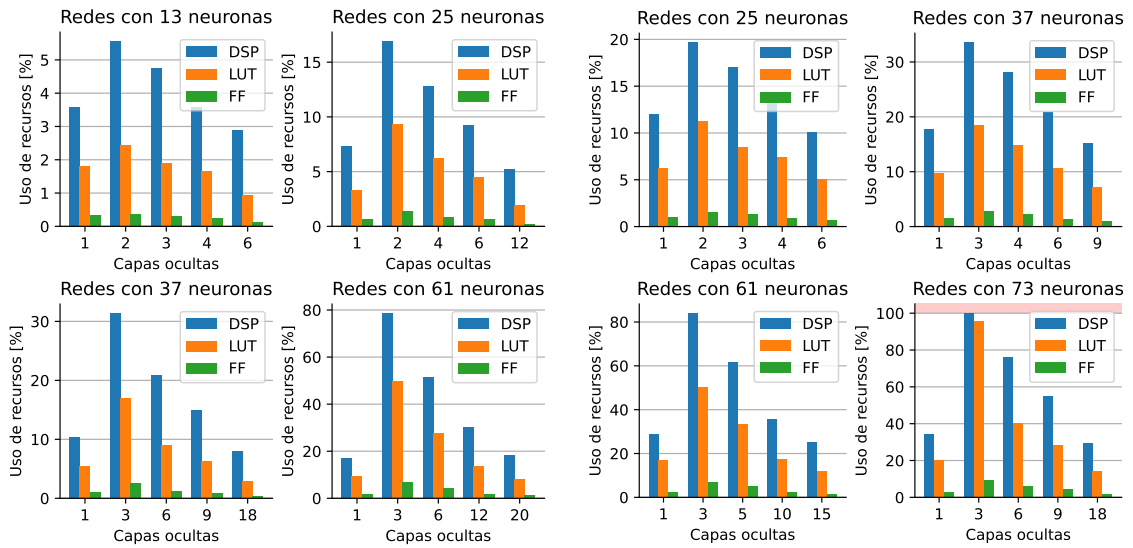 Redes con 13 neuronas
Uso de recursos [%]
5
4
3
2
1
0
DSP
LUT
FF
1 2 3 4 6
Capas ocultas
Redes con 25 neuronas
Uso de recursos [%]
15
10
5
0
DSP
LUT
FF
1 2 4 6 12
Capas ocultas
Redes con 25 neuronas
Uso de recursos [%]
20
15
10
5
0
DSP
LUT
FF
1 2 3 4 6
Capas ocultas
Redes con 37 neuronas
Uso de recursos [%]
30
20
10
0
DSP
LUT
FF
1 3 4 6 9
Capas ocultas
Redes con 37 neuronas
Uso de recursos [%]
30
20
10
0
DSP
LUT
FF
1 3 6 9 18
Capas ocultas
Redes con 61 neuronas
Uso de recursos [%]
80
60
40
20
0
DSP
LUT
FF
1 3 6 12 20
Capas ocultas
Redes con 61 neuronas
Uso de recursos [%]
80
60
40
20
0
DSP
LUT
FF
1 3 5 10 15
Capas ocultas
Redes con 73 neuronas
Uso de recursos [%]
100
80
60
40
20
0
DSP
LUT
FF
1 3 6 9 18
Capas ocultas